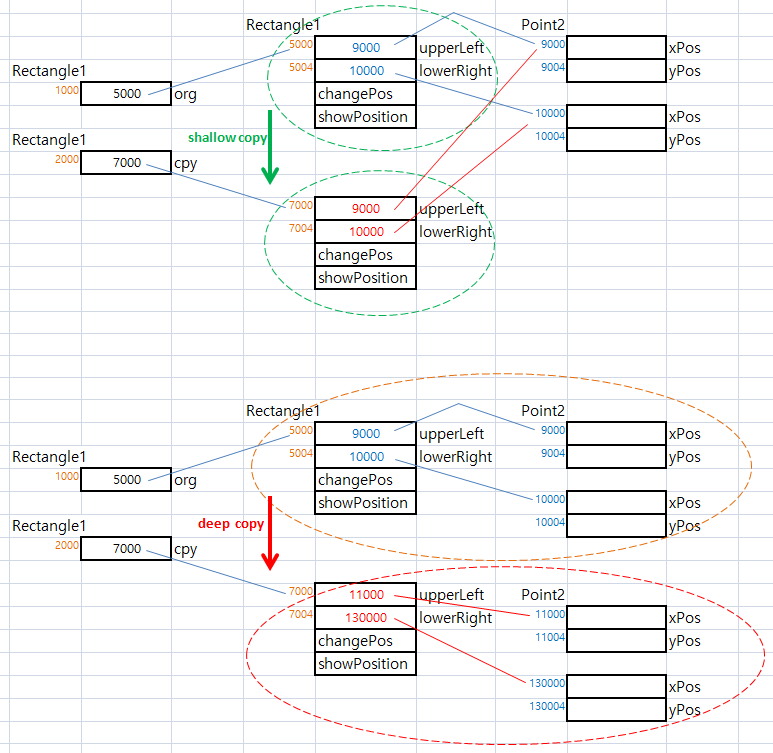 Rectangle1 Point2
5000 9000 upperLeft 9000 xPos
5004 10000 lowerRight 9004 yPos
Rectangle1
1000 5000 org
changePos
10000 xPos
showPosition
10004 yPos
shallow copy
Rectangle1
2000 7000 cpy
7000 9000 upperLeft
7004 10000 lowerRight
changePos
showPosition
Rectangle1 Point2
5000 9000 upperLeft 9000 xPos
5004 10000 lowerRight 9004 yPos
Rectangle1
1000 5000 org
changePos
10000 xPos
showPosition
10004 yPos
deep copy
Rectangle1
2000 7000 cpy
7000 11000 upperLeft Point2
7004 130000 lowerRight 11000 xPos
changePos 11004 yPos
showPosition
130000 xPos
130004 yPos